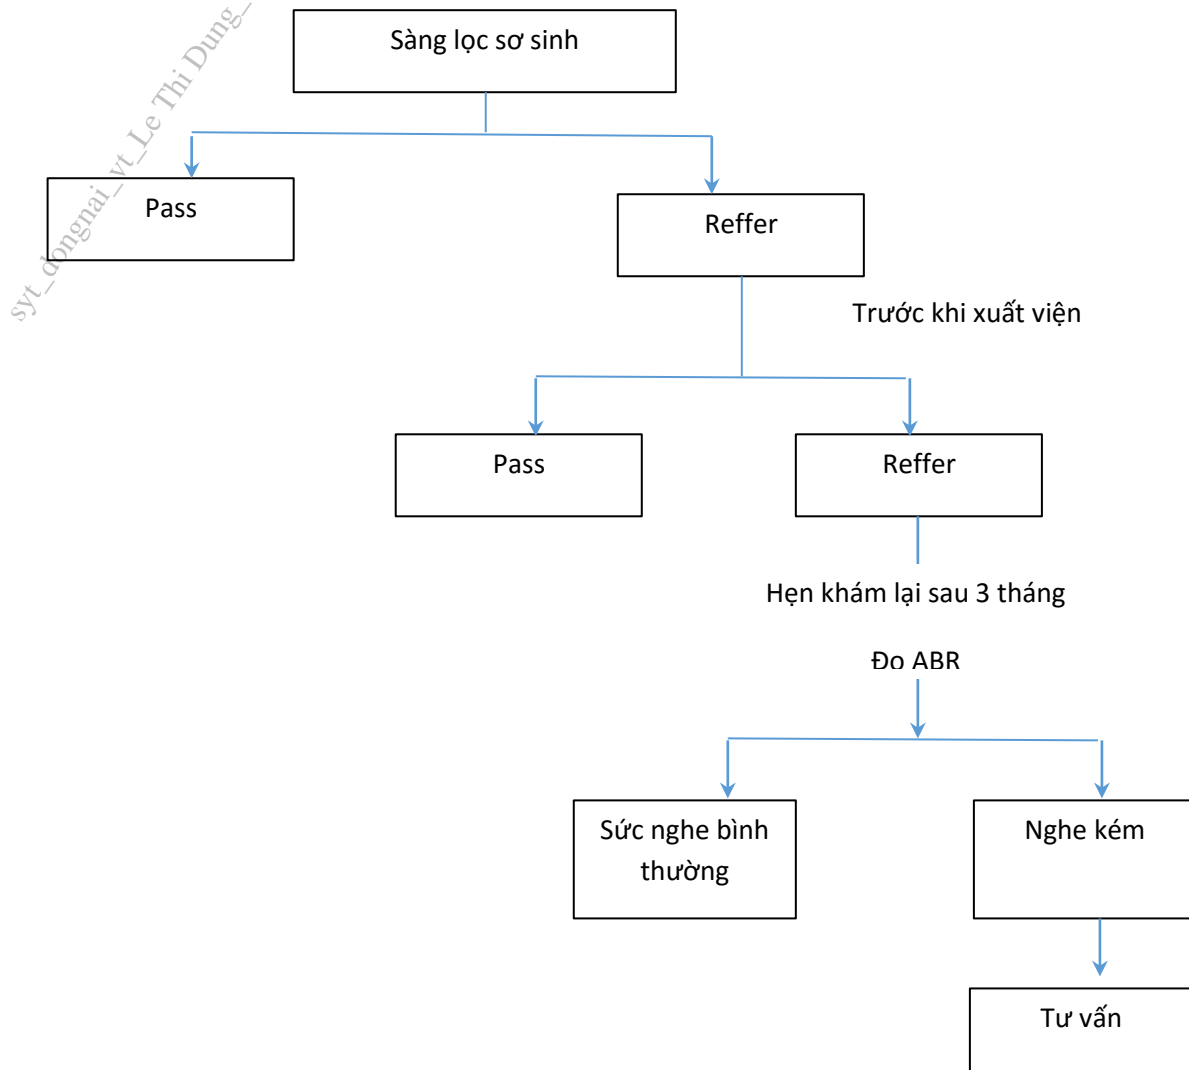 Sàng lọc sơ sinh
syt_dongnai_vt_Le Thi Dung_
Pass
Reffer
Trước khi xuất viện
Pass
Reffer
Hẹn khám lại sau 3 tháng
Đo ABR
Sức nghe bình
thường
Nghe kém
Tư vấn